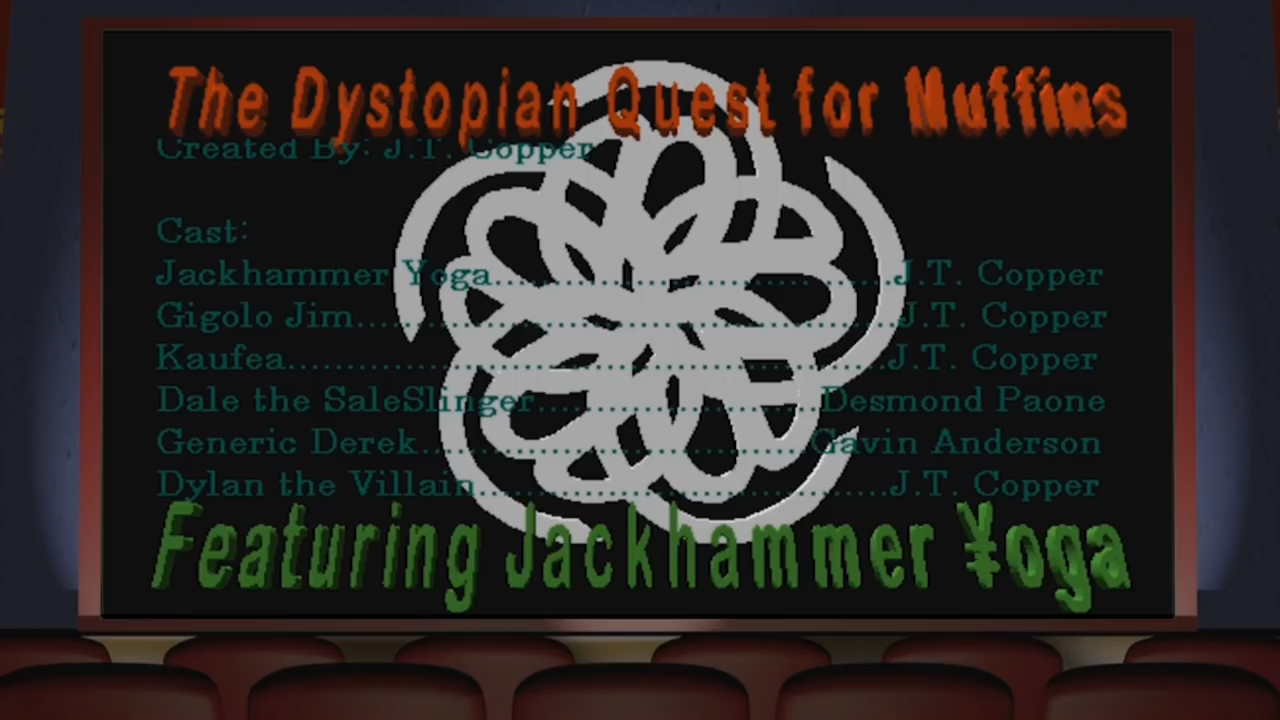 The Dystopian Quest for Muffins
Created By: J.T. Copper
Cast:
Jackhammer Yoga..........................................J.T. Copper
Gigolo Jim......................................................J.T. Copper
Kaufea............................................................J.T. Copper
Dale the SaleSlinger............................Desmond Paone
Generic Derek.......................................Gavin Anderson
Dylan the Villain.........................................J.T. Copper
Featuring Jackhammer ¥oga